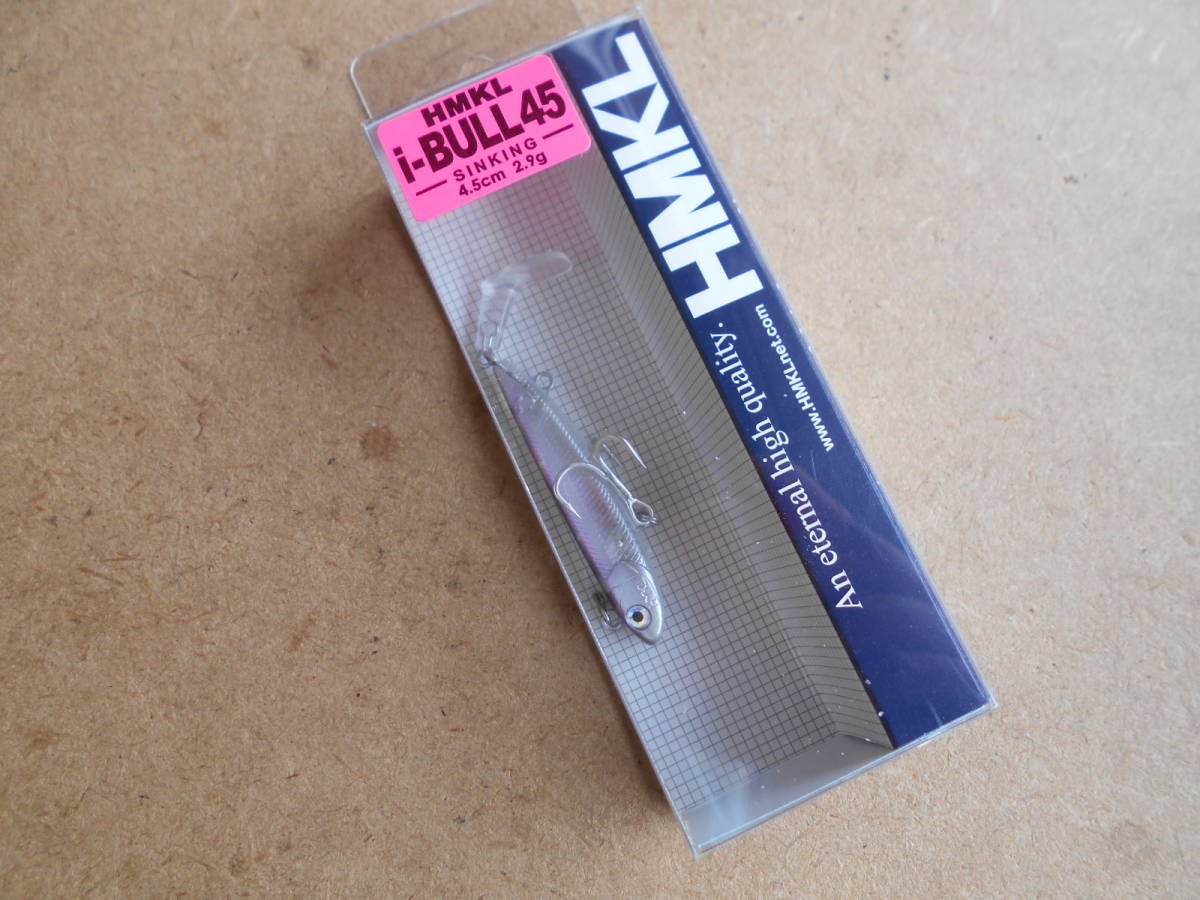 HMKL
i-BULL45
SINKING
4.5cm 2.9g
HMKL
www.HMKLnet.com
An eternal high quality.